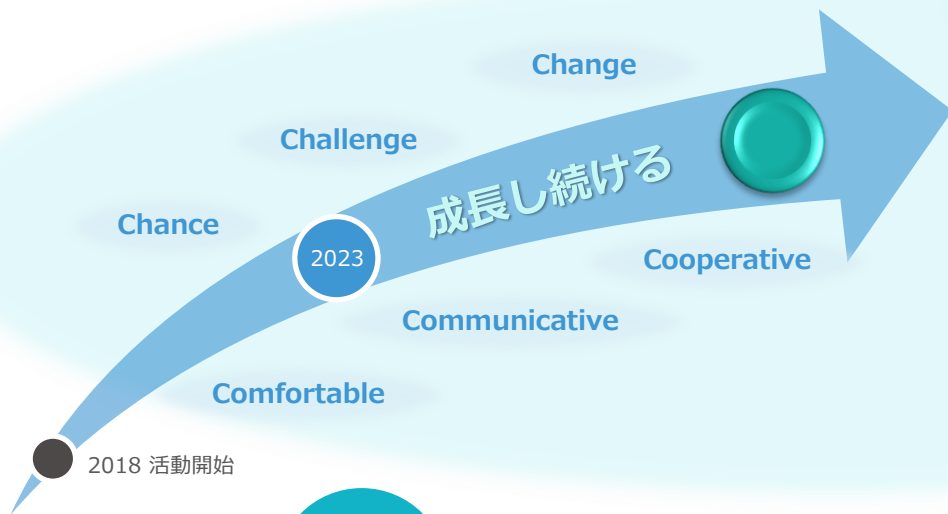 Change
Challenge
成長し続ける
Chance
2023
Cooperative
Communicative
Comfortable
2018 活動開始